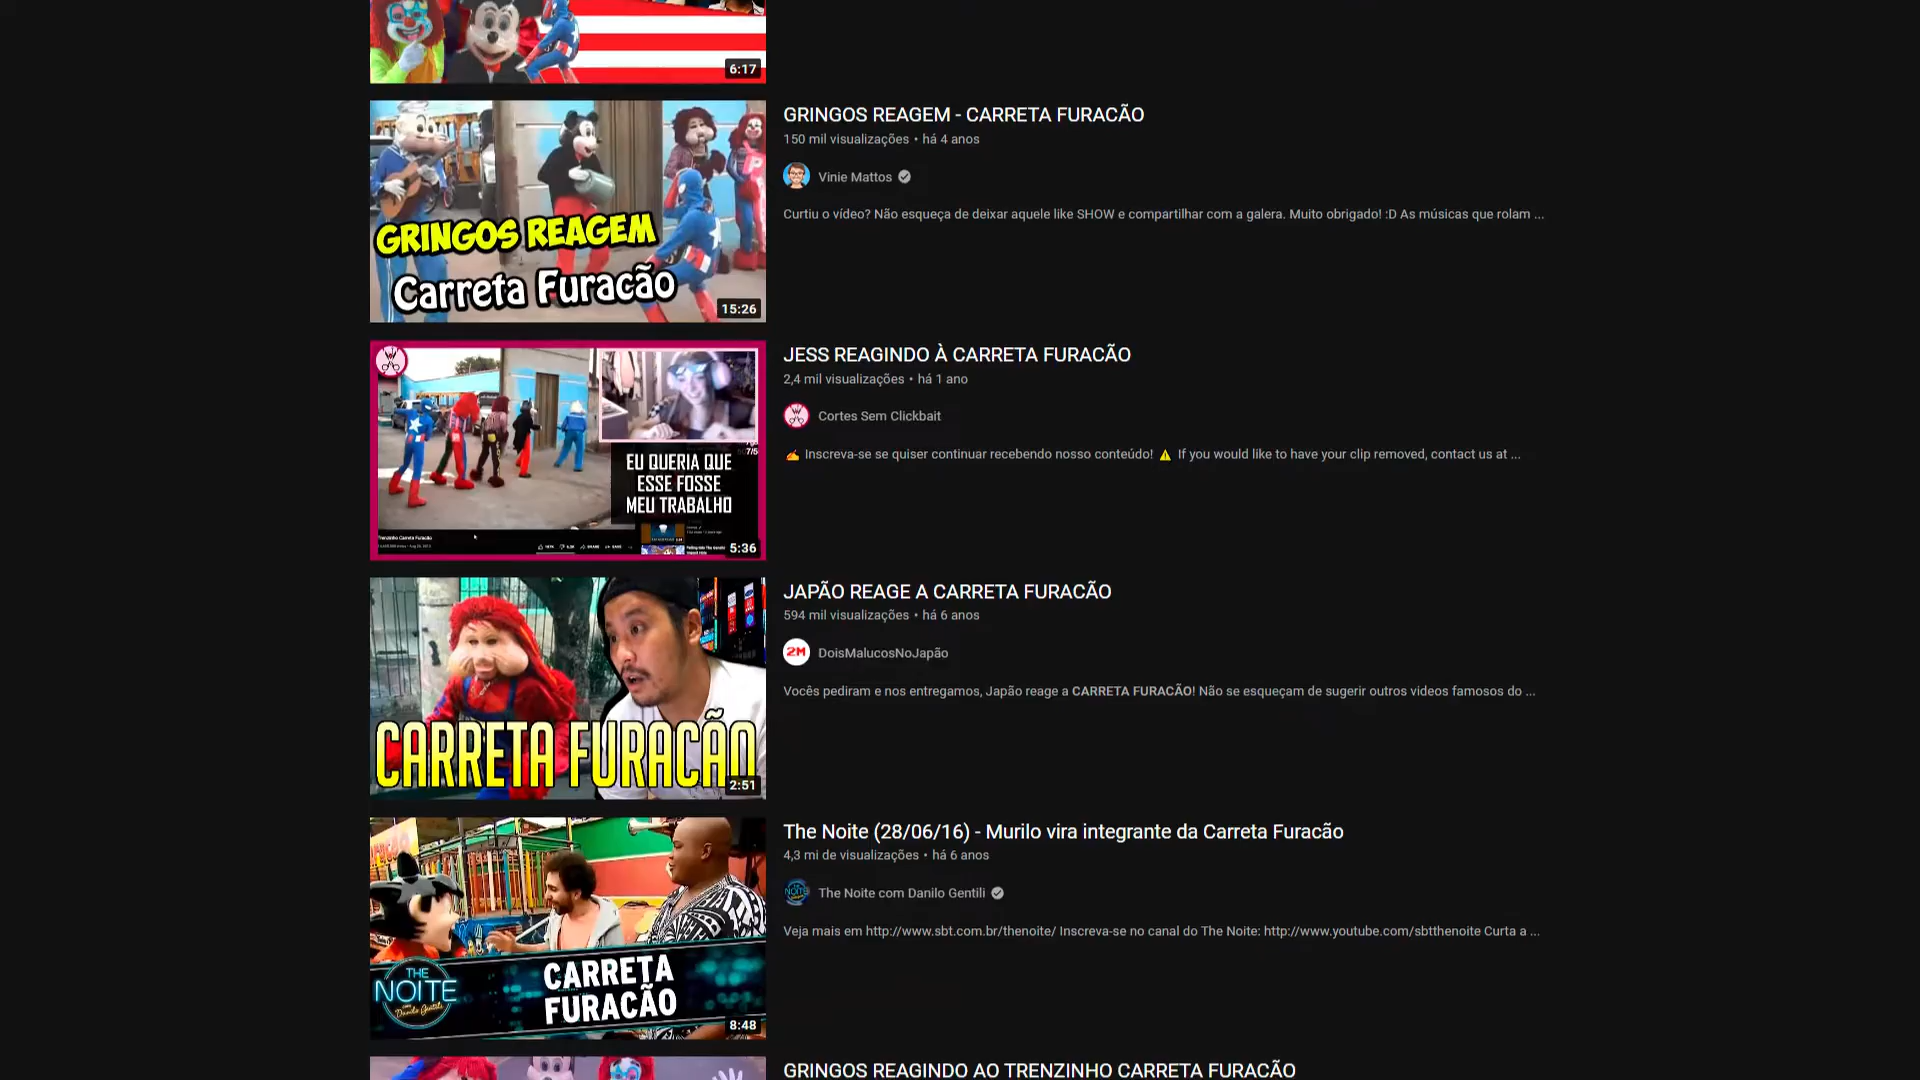 6:17
GRINGOS REAGEM - CARRETA FURACÃO
150 mil visualizações • há 4 anos
Vinie Mattos
Curtiu o vídeo? Não esqueça de deixar aquele like SHOW e compartilhar com a galera. Muito obrigado! :D As músicas que rolam ...
GRINGOS REAGEM
Carreta Furacão
15:26
JESS REAGINDO À CARRETA FURACÃO
2,4 mil visualizações • há 1 ano
Cortes Sem Clickbait
✍ Inscreva-se se quiser continuar recebendo nosso conteúdo! ⚠ If you would like to have your clip removed, contact us at ...
EU QUERIA QUE
ESSE FOSSE
MEU TRABALHO
Trenzinho Carreta Furacão
5:36
JAPÃO REAGE A CARRETA FURACÃO
594 mil visualizações • há 6 anos
2M
DoisMalucosNoJapão
Vocês pediram e nos entregamos, Japão reage a CARRETA FURACÃO! Não se esqueçam de sugerir outros videos famosos do ...
CARRETA FURACÃO
2:51
The Noite (28/06/16) - Murilo vira integrante da Carreta Furacão
4,3 mi de visualizações • há 6 anos
The Noite com Danilo Gentili
Veja mais em http://www.sbt.com.br/thenoite/ Inscreva-se no canal do The Noite: http://www.youtube.com/sbtthenoite Curta a ...
THE
NOITE
com
Danilo Gentili
CARRETA
FURACÃO
8:48
GRINGOS REAGINDO AO TRENZINHO CARRETA FURACÃO